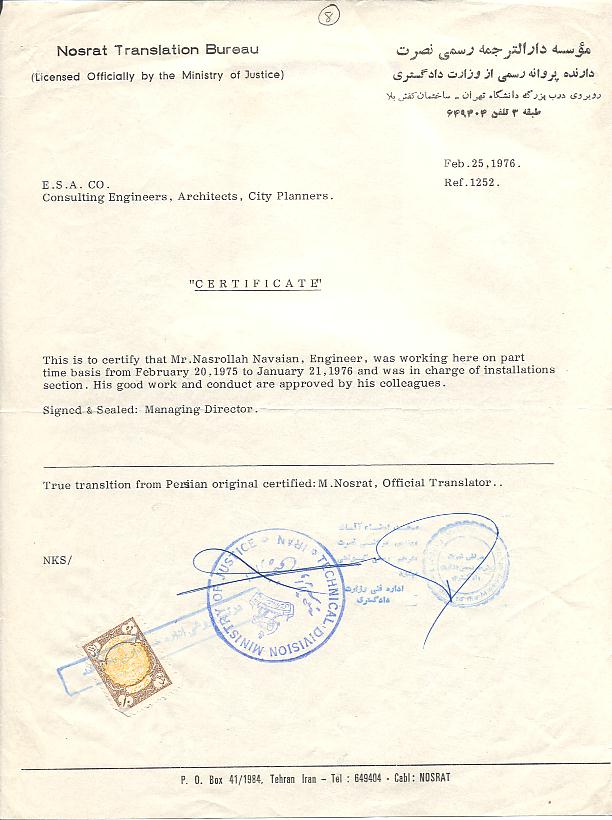 8
Nosrat Translation Bureau
(Licensed Officially by the Ministry of Justice)
مؤسسه دارالترجمه رسمی نصرت
دارنده پروانه رسمی از وزارت دادگستری
روبروی درب بزرگ دانشگاه تهران - ساختمان کفش بلا
طبقه ۳ تلفن ۶۴۹۴۰۴
Feb.25,1976.
Ref.1252.
E.S.A. CO.
Consulting Engineers, Architects, City Planners.
"CERTIFICATE"
This is to certify that Mr.Nasrollah Navaian, Engineer, was working here on part
time basis from February 20,1975 to January 21,1976 and was in charge of installations
section. His good work and conduct are approved by his colleagues.
Signed & Sealed: Managing Director.
True transltion from Persian original certified:M.Nosrat, Official Translator..
NKS/
TECHNICAL-DIVISION MINISTRY OF JUSTICE * IRAN *
اداره فنی وزارت
دادگستری
P. O. Box 41/1984, Tehran Iran - Tel : 649404 - Cabl: NOSRAT